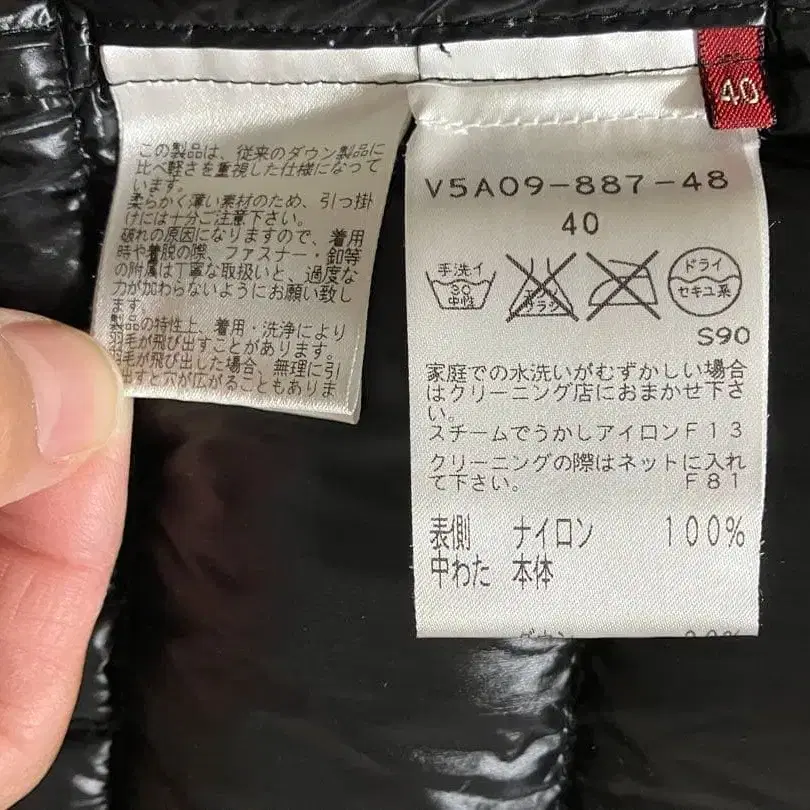 この製品は、従来のダウン製品に
比べ軽さを重視した仕様になって
います。
柔らかく薄い素材のため、引っ掛
けには十分ご注意下さい。
破れの原因になりますので、着用
時や着脱の際、ファスナー・釦等
の附属は丁寧な取扱いと、過度な
力が加わらないようにお願い致し
ます。
製品の特性上、着用・洗浄により
羽毛が飛び出すことがあります。
羽毛が飛び出した場合、無理に引
出すと穴が広がることもありま
40
V5A09-887-48
40
手洗イ
30
中性
エンソ
サラシ
ドライ
セキユ系
S90
家庭での水洗いがむずかしい場合
はクリーニング店におまかせ下さ
い。
スチームでうかしアイロンF13
クリーニングの際はネットに入れ
て下さい。 F81
表側 ナイロン 100%
中わた 本体